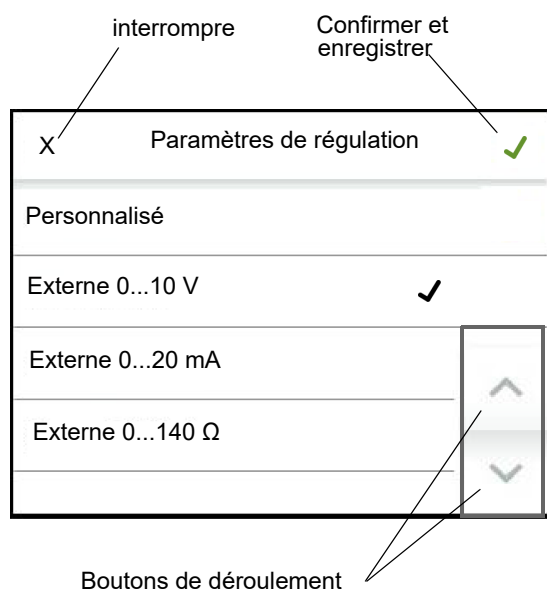 interrompre
Confirmer et
enregistrer
X
Paramètres de régulation
Personnalisé
Externe 0...10 V
Externe 0...20 mA
Externe 0...140 Ω
Boutons de déroulement